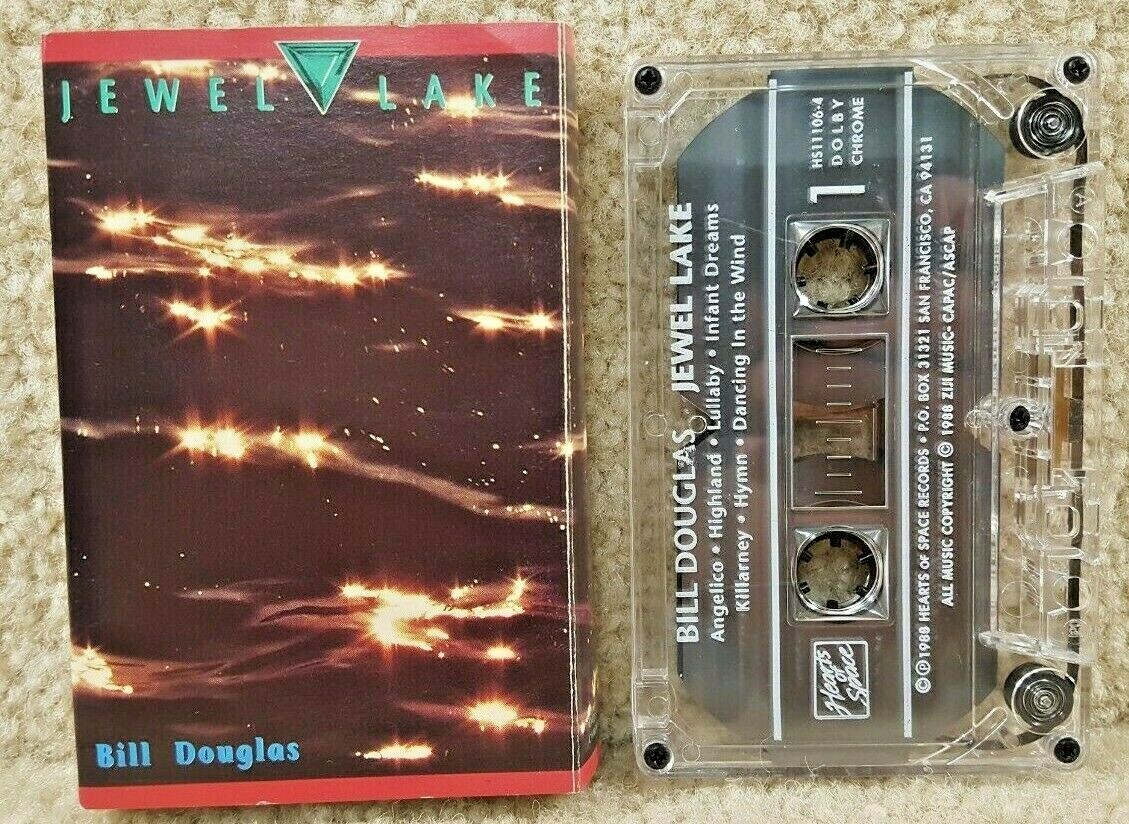 JEWEL LAKE
Bill Douglas
BILL DOUGLAS JEWEL LAKE
Angelico • Highland • Lullaby • Infant Dreams
Killarney • Hymn • Dancing In the Wind
1
HS11106-4
DOLBY
CHROME
Hearts
of
Space
©℗1988 HEARTS OF SPACE RECORDS • P.O. BOX 31321 SAN FRANCISCO, CA 94131
ALL MUSIC COPYRIGHT © 1988 ZIJI MUSIC- CAPAC/ASCAP